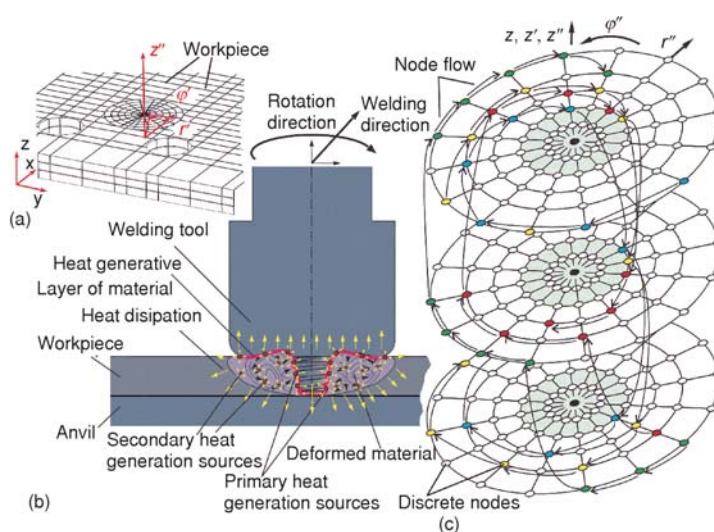 z″
Workpiece
φ′
r′
z
x
y
(a)
Rotation
direction
Welding
direction
Welding tool
Heat generative
Layer of material
Heat disipation
Workpiece
Anvil
Secondary heat
generation sources
Primary heat
generation sources
Deformed material
(b)
z, z′, z″
φ″
r″
Node flow
Discrete nodes
(c)